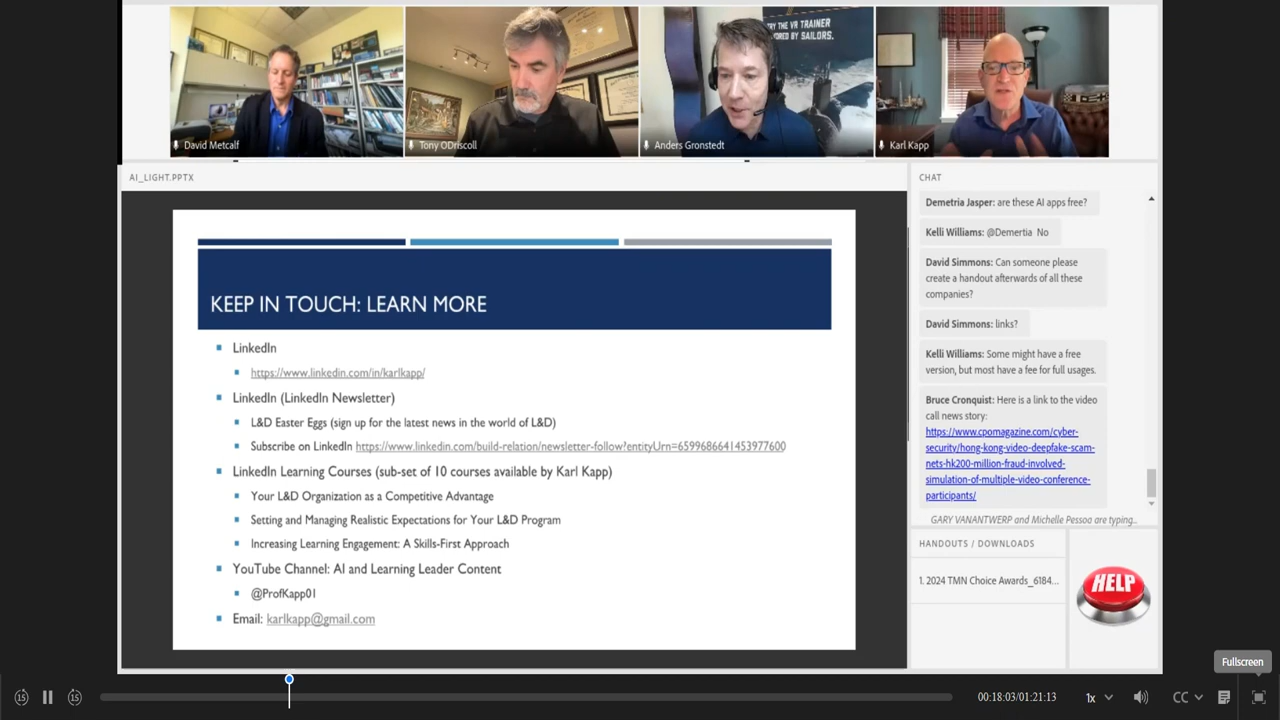 TRY THE VR TRAINER
ORED BY SAILORS.
David Metcalf
Tony ODriscoll
Anders Gronstedt
Karl Kapp
AI_LIGHT.PPTX
KEEP IN TOUCH: LEARN MORE
LinkedIn
https://www.linkedin.com/in/karlkapp/
LinkedIn (LinkedIn Newsletter)
L&D Easter Eggs (sign up for the latest news in the world of L&D)
Subscribe on LinkedIn https://www.linkedin.com/build-relation/newsletter-follow?entityUrn=6599686641453977600
LinkedIn Learning Courses (sub-set of 10 courses available by Karl Kapp)
Your L&D Organization as a Competitive Advantage
Setting and Managing Realistic Expectations for Your L&D Program
Increasing Learning Engagement: A Skills-First Approach
YouTube Channel: AI and Learning Leader Content
@ProfKapp01
Email: karlkapp@gmail.com
CHAT
Demetria Jasper: are these AI apps free?
Kelli Williams: @Demertia No
David Simmons: Can someone please
create a handout afterwards of all these
companies?
David Simmons: links?
Kelli Williams: Some might have a free
version, but most have a fee for full usages.
Bruce Cronquist: Here is a link to the video
call news story:
https://www.cpomagazine.com/cyber-
security/hong-kong-video-deepfake-scam-
nets-hk200-million-fraud-involved-
simulation-of-multiple-video-conference-
participants/
GARY VANANTWERP and Michelle Pessoa are typing..
HANDOUTS / DOWNLOADS
1. 2024 TMN Choice Awards_6184...
HELP
Fullscreen
15
15
00:18:03/01:21:13
1x
CC